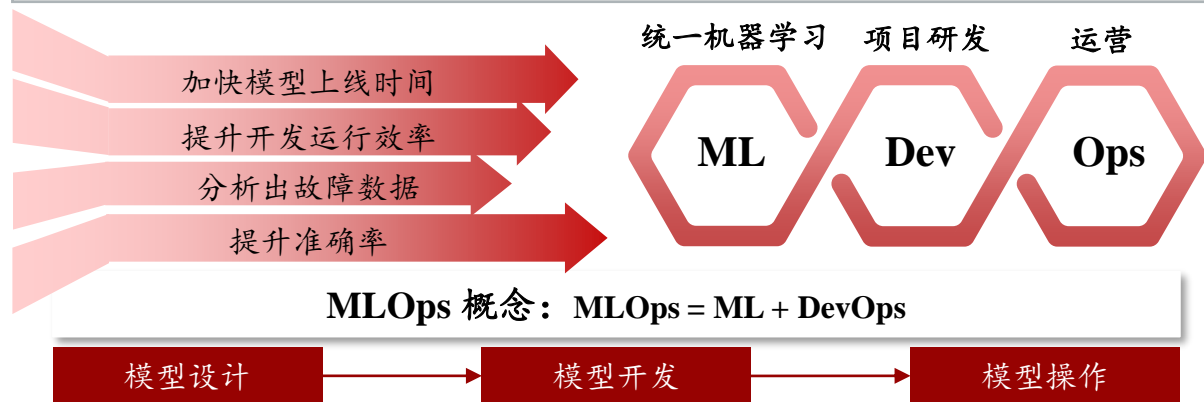 统一机器学习 项目研发 运营
加快模型上线时间
提升开发运行效率
分析出故障数据
提升准确率
ML Dev Ops
MLOps 概念：MLOps = ML + DevOps
模型设计 模型开发 模型操作